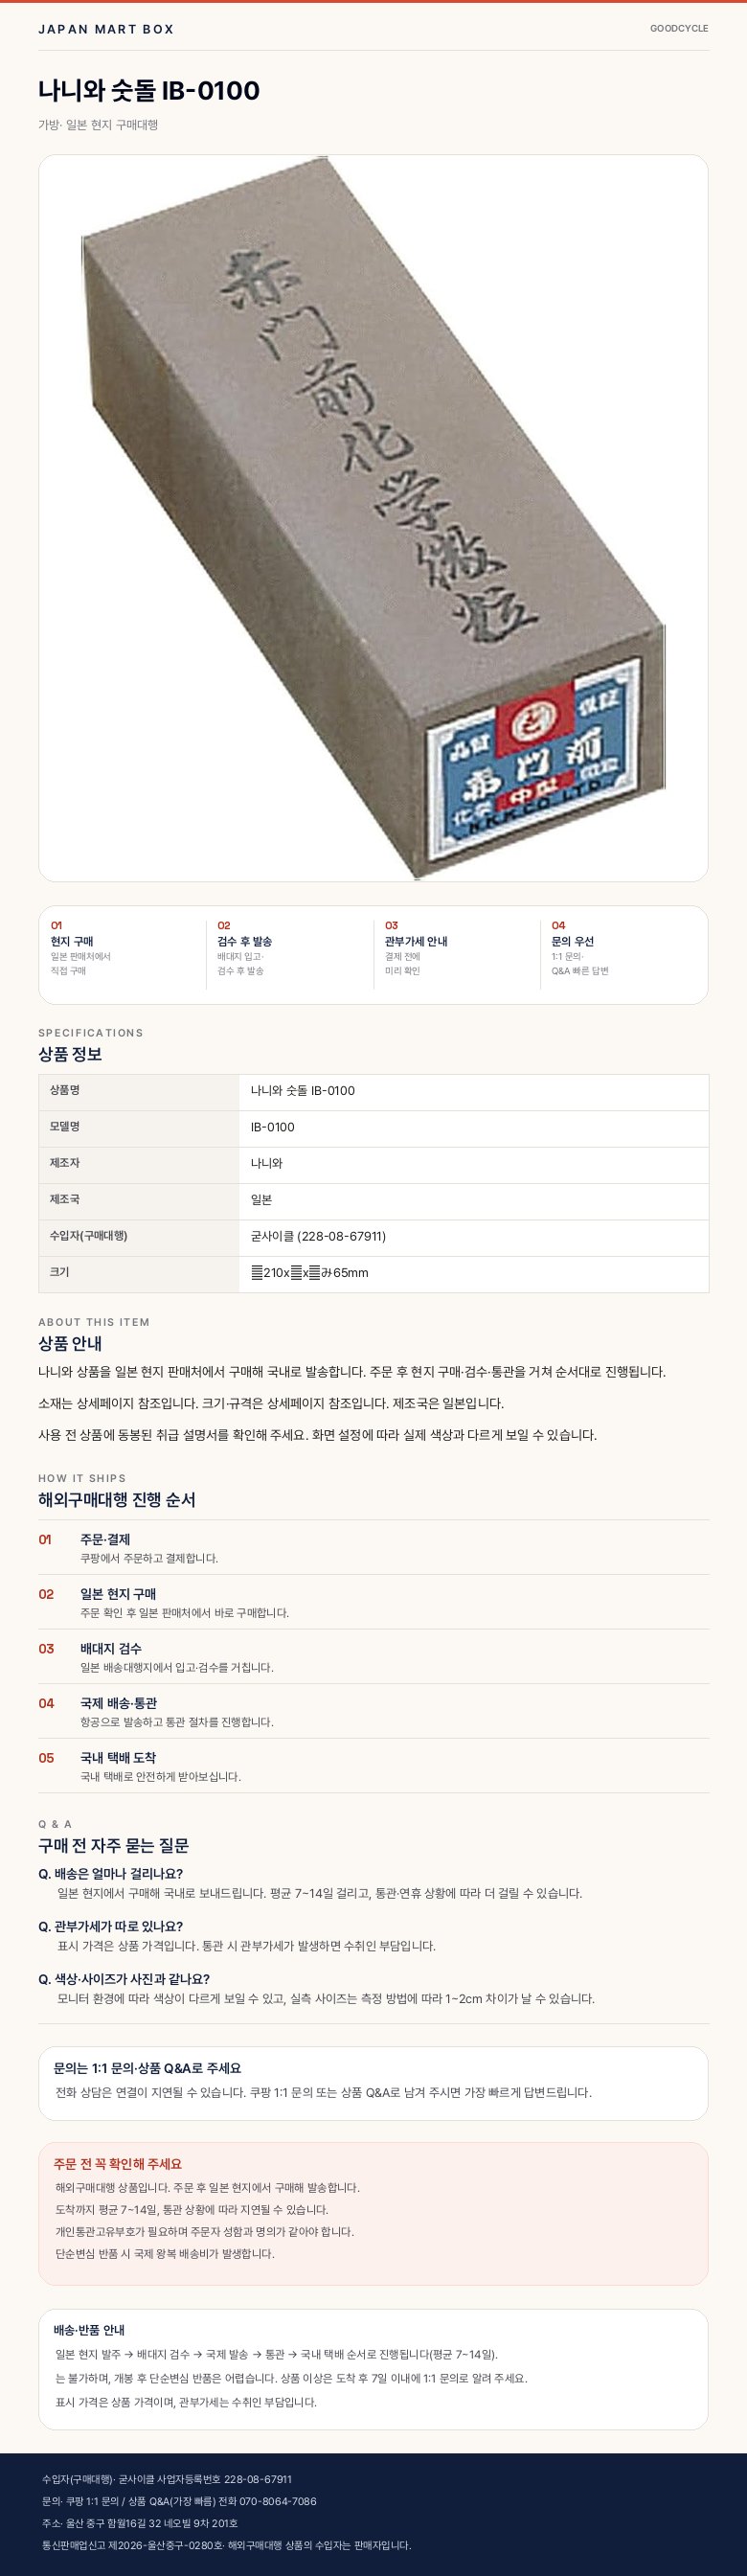 JAPAN MART BOX
GOODCYCLE
나니와 숫돌 IB-0100
가방· 일본 현지 구매대행
赤門前化学微粒
品証
保証
赤門前
化学
中砥
K.K.K.CO.LTD.
01
현지 구매
일본 판매처에서
직접 구매
02
검수 후 발송
배대지 입고·
검수 후 발송
03
관부가세 안내
결제 전에
미리 확인
04
문의 우선
1:1 문의·
Q&A 빠른 답변
SPECIFICATIONS
상품 정보
상품명 나니와 숫돌 IB-0100
모델명 IB-0100
제조자 나니와
제조국 일본
수입자(구매대행) 굳사이클 (228-08-67911)
크기 210x x み65mm
ABOUT THIS ITEM
상품 안내
나니와 상품을 일본 현지 판매처에서 구매해 국내로 발송합니다. 주문 후 현지 구매·검수·통관을 거쳐 순서대로 진행됩니다.
소재는 상세페이지 참조입니다. 크기·규격은 상세페이지 참조입니다. 제조국은 일본입니다.
사용 전 상품에 동봉된 취급 설명서를 확인해 주세요. 화면 설정에 따라 실제 색상과 다르게 보일 수 있습니다.
HOW IT SHIPS
해외구매대행 진행 순서
01 주문·결제
쿠팡에서 주문하고 결제합니다.
02 일본 현지 구매
주문 확인 후 일본 판매처에서 바로 구매합니다.
03 배대지 검수
일본 배송대행지에서 입고·검수를 거칩니다.
04 국제 배송·통관
항공으로 발송하고 통관 절차를 진행합니다.
05 국내 택배 도착
국내 택배로 안전하게 받아보십니다.
Q & A
구매 전 자주 묻는 질문
Q. 배송은 얼마나 걸리나요?
일본 현지에서 구매해 국내로 보내드립니다. 평균 7~14일 걸리고, 통관·연휴 상황에 따라 더 걸릴 수 있습니다.
Q. 관부가세가 따로 있나요?
표시 가격은 상품 가격입니다. 통관 시 관부가세가 발생하면 수취인 부담입니다.
Q. 색상·사이즈가 사진과 같나요?
모니터 환경에 따라 색상이 다르게 보일 수 있고, 실측 사이즈는 측정 방법에 따라 1~2cm 차이가 날 수 있습니다.
문의는 1:1 문의·상품 Q&A로 주세요
전화 상담은 연결이 지연될 수 있습니다. 쿠팡 1:1 문의 또는 상품 Q&A로 남겨 주시면 가장 빠르게 답변드립니다.
주문 전 꼭 확인해 주세요
해외구매대행 상품입니다. 주문 후 일본 현지에서 구매해 발송합니다.
도착까지 평균 7~14일, 통관 상황에 따라 지연될 수 있습니다.
개인통관고유부호가 필요하며 주문자 성함과 명의가 같아야 합니다.
단순변심 반품 시 국제 왕복 배송비가 발생합니다.
배송·반품 안내
일본 현지 발주 → 배대지 검수 → 국제 발송 → 통관 → 국내 택배 순서로 진행됩니다(평균 7~14일).
는 불가하며, 개봉 후 단순변심 반품은 어렵습니다. 상품 이상은 도착 후 7일 이내에 1:1 문의로 알려 주세요.
표시 가격은 상품 가격이며, 관부가세는 수취인 부담입니다.
수입자(구매대행)· 굳사이클 사업자등록번호 228-08-67911
문의· 쿠팡 1:1 문의 / 상품 Q&A(가장 빠름) 전화 070-8064-7086
주소· 울산 중구 함월16길 32 네오빌 9차 201호
통신판매업신고 제2026-울산중구-0280호· 해외구매대행 상품의 수입자는 판매자입니다.